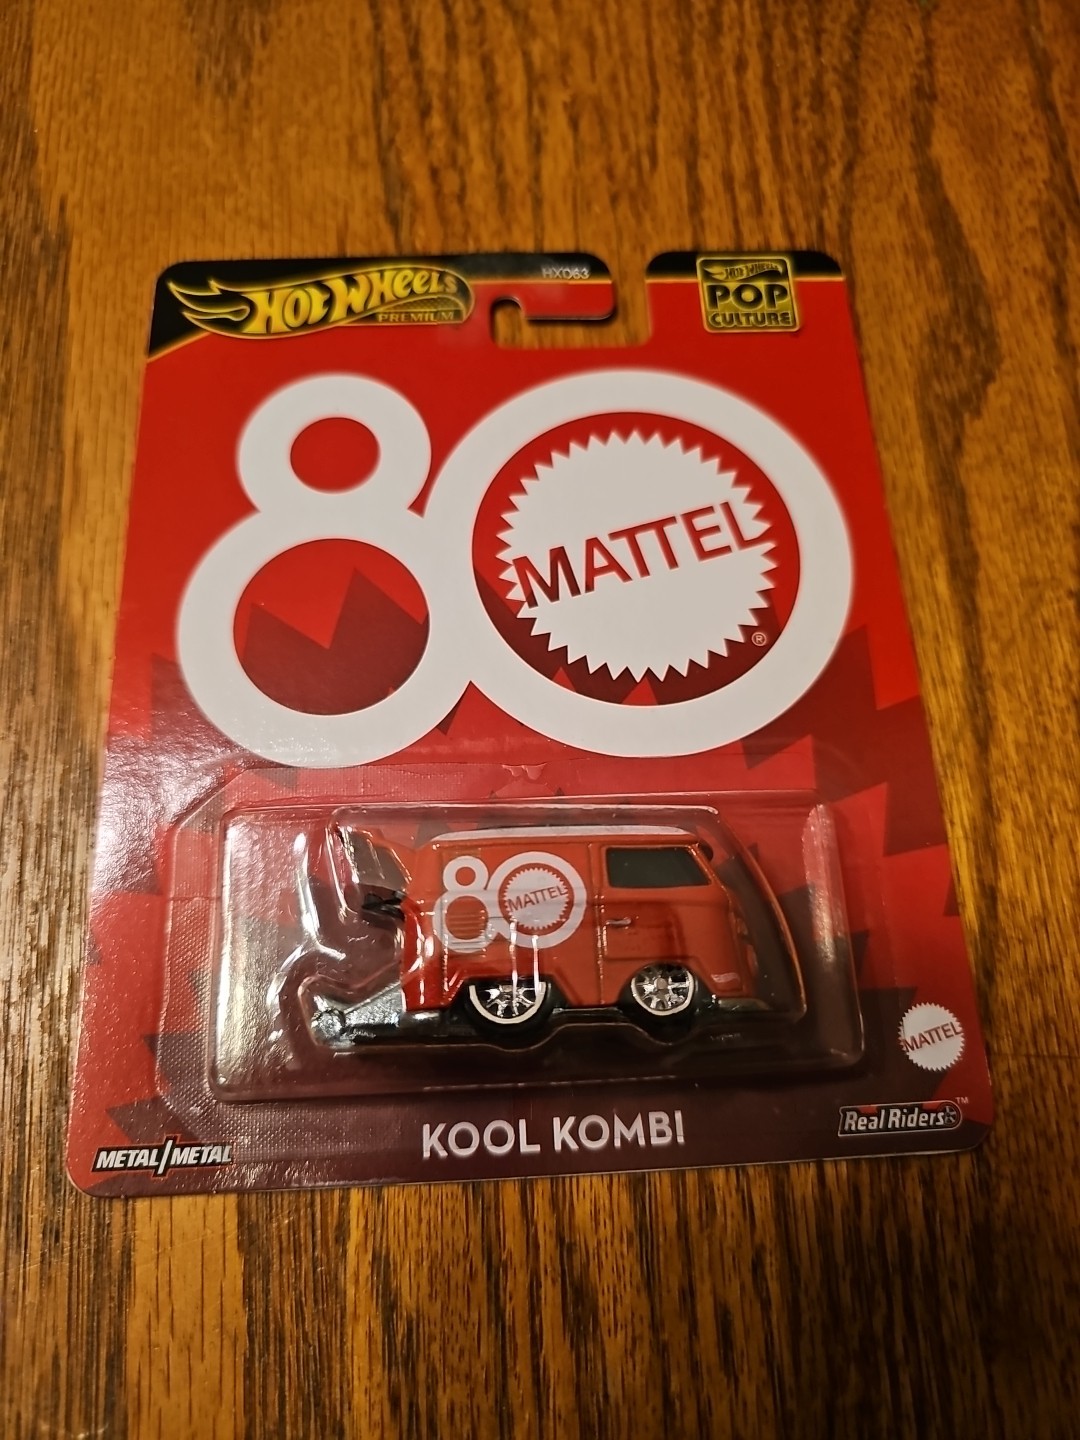 HOT WHEELS
PREMIUM
HXD63
HOT WHEELS
POP
CULTURE
80
MATTEL
®
80
MATTEL
MATTEL
KOOL KOMBI
Real Riders
TM
METAL/METAL